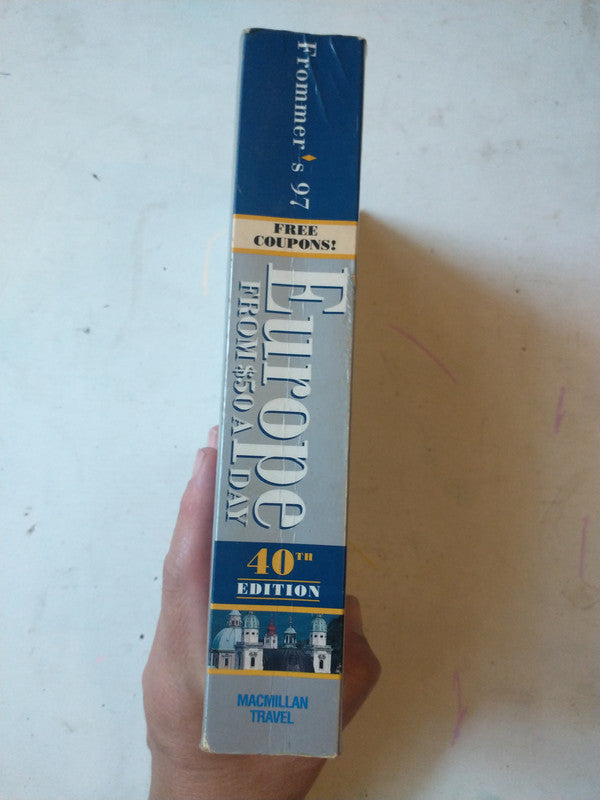 Frommer's 97
FREE
COUPONS!
Europe
FROM $50 A DAY
40TH
EDITION
MACMILLAN
TRAVEL